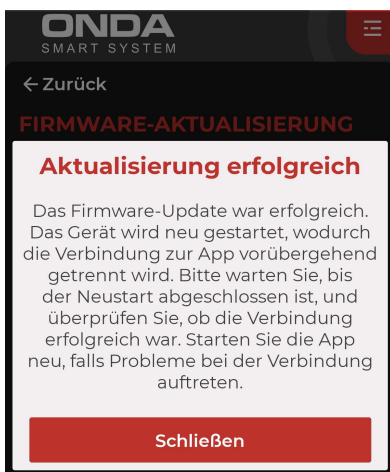 ONDA
SMART SYSTEM
← Zurück
FIRMWARE-AKTUALISIERUNG
Aktualisierung erfolgreich
Das Firmware-Update war erfolgreich.
Das Gerät wird neu gestartet, wodurch
die Verbindung zur App vorübergehend
getrennt wird. Bitte warten Sie, bis
der Neustart abgeschlossen ist, und
überprüfen Sie, ob die Verbindung
erfolgreich war. Starten Sie die App
neu, falls Probleme bei der Verbindung
auftreten.
Schließen